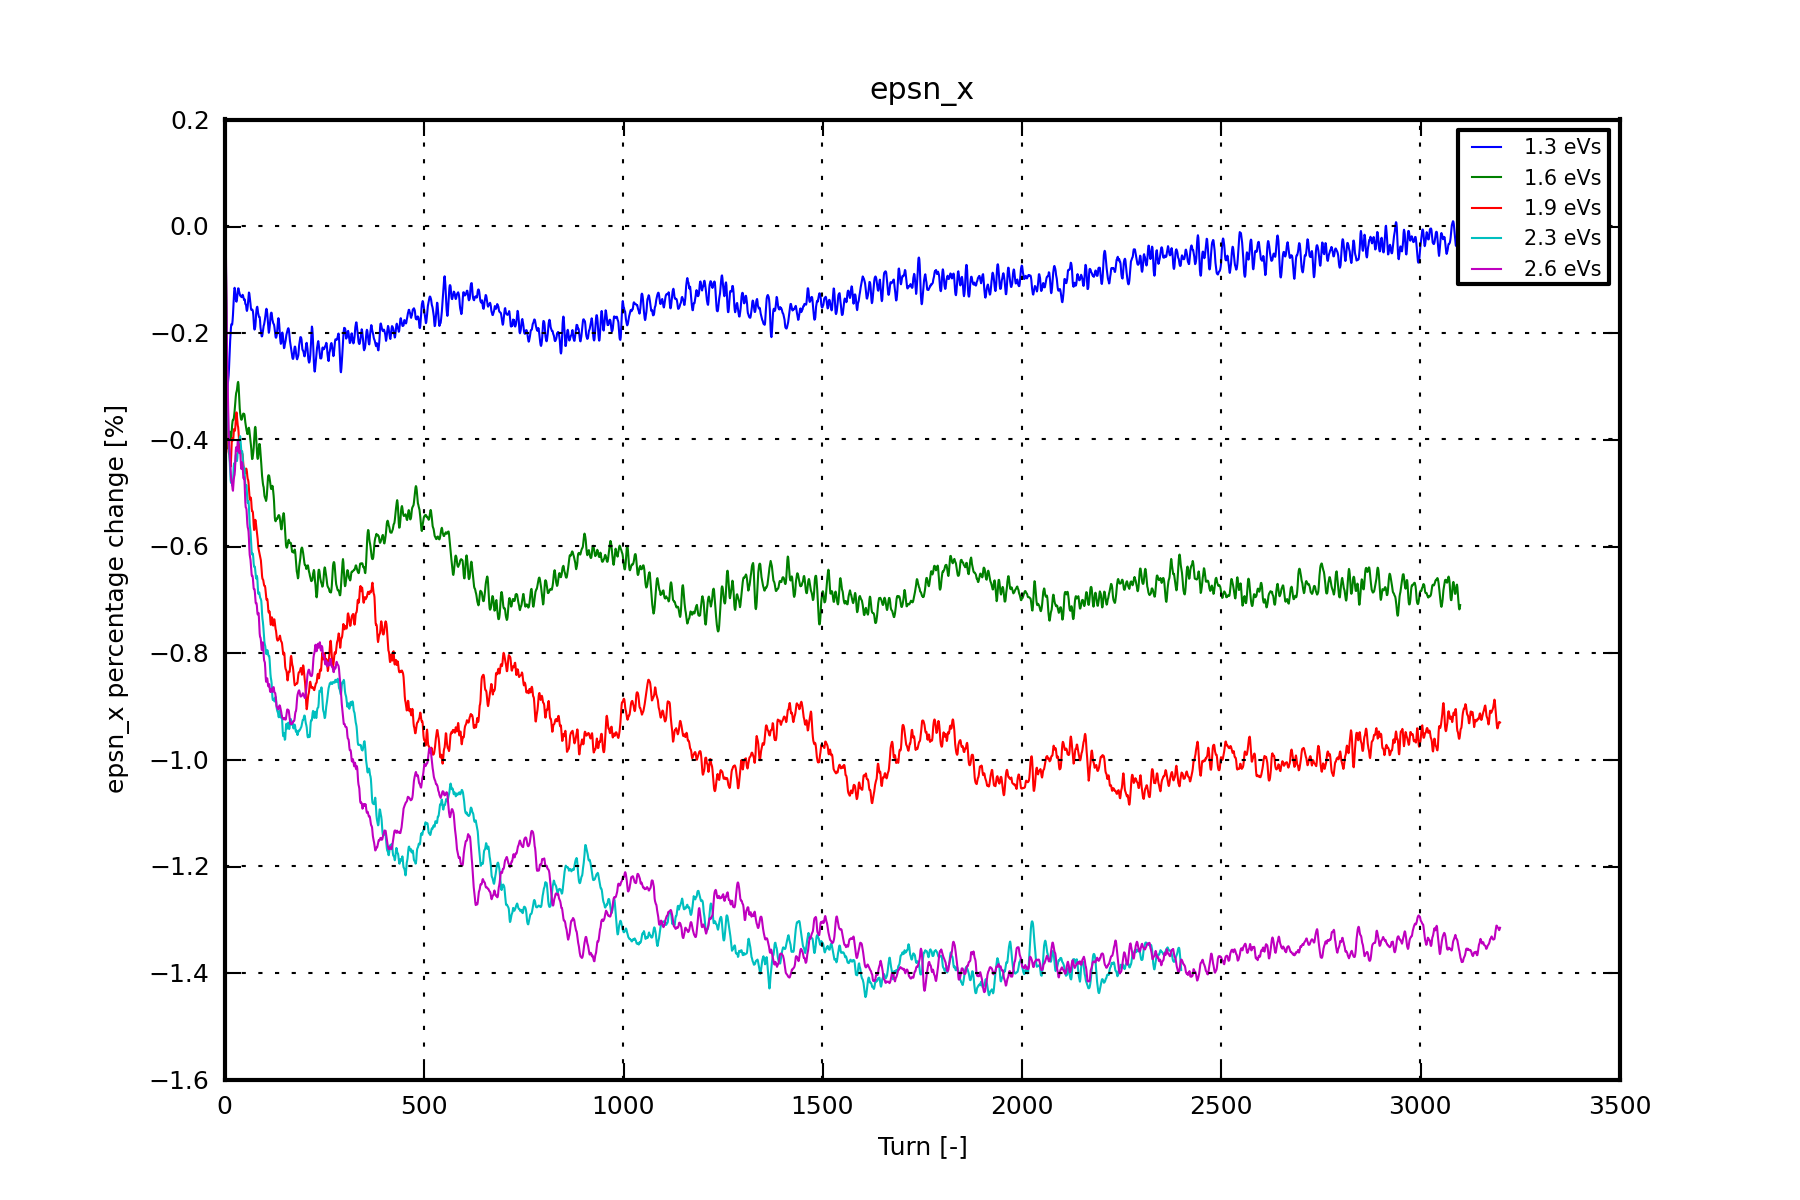 epsn_x
0.2
0.0
−0.2
−0.4
−0.6
−0.8
−1.0
−1.2
−1.4
−1.6
epsn_x percentage change [%]
1.3 eVs
1.6 eVs
1.9 eVs
2.3 eVs
2.6 eVs
0 500 1000 1500 2000 2500 3000 3500
Turn [-]